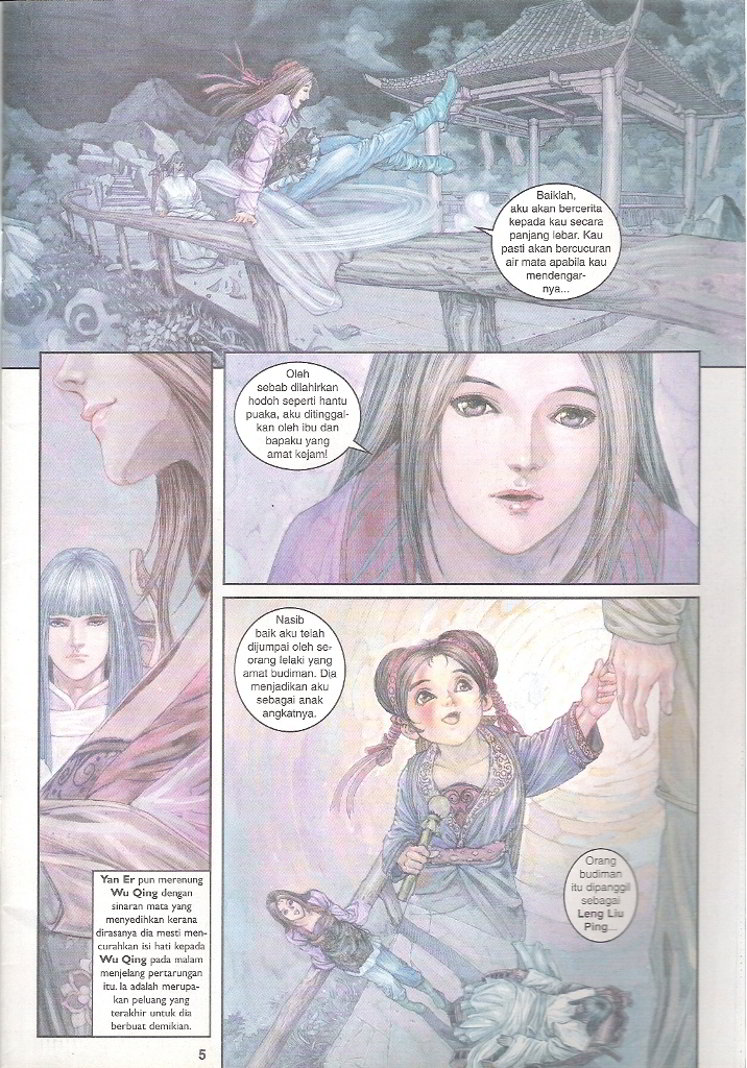 Baiklah,
aku akan bercerita
kepada kau secara
panjang lebar. Kau
pasti akan bercucuran
air mata apabila kau
mendengar-
nya...
Oleh
sebab dilahirkan
hodoh seperti hantu
puaka, aku ditinggal-
kan oleh ibu dan
bapaku yang
amat kejam!
Nasib
baik aku telah
dijumpai oleh se-
orang lelaki yang
amat budiman. Dia
menjadikan aku
sebagai anak
angkatnya.
Orang
budiman
itu dipanggil
sebagai
Leng Liu
Ping...
Yan Er pun merenung
Wu Qing dengan
sinaran mata yang
menyedihkan kerana
dirasanya dia mesti men-
curahkan isi hati kepada
Wu Qing pada malam
menjelang pertarungan
itu. Ia adalah merupa-
kan peluang yang
terakhir untuk dia
berbuat demikian.
5